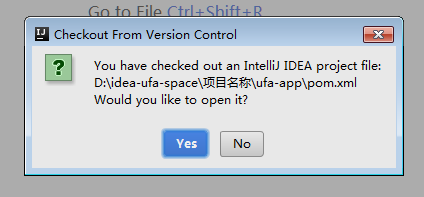 Go to File Ctrl+Shift+R
Checkout From Version Control
You have checked out an IntelliJ IDEA project file:
D:\idea-ufa-space\项目名称\ufa-app\pom.xml
Would you like to open it?
Yes
No